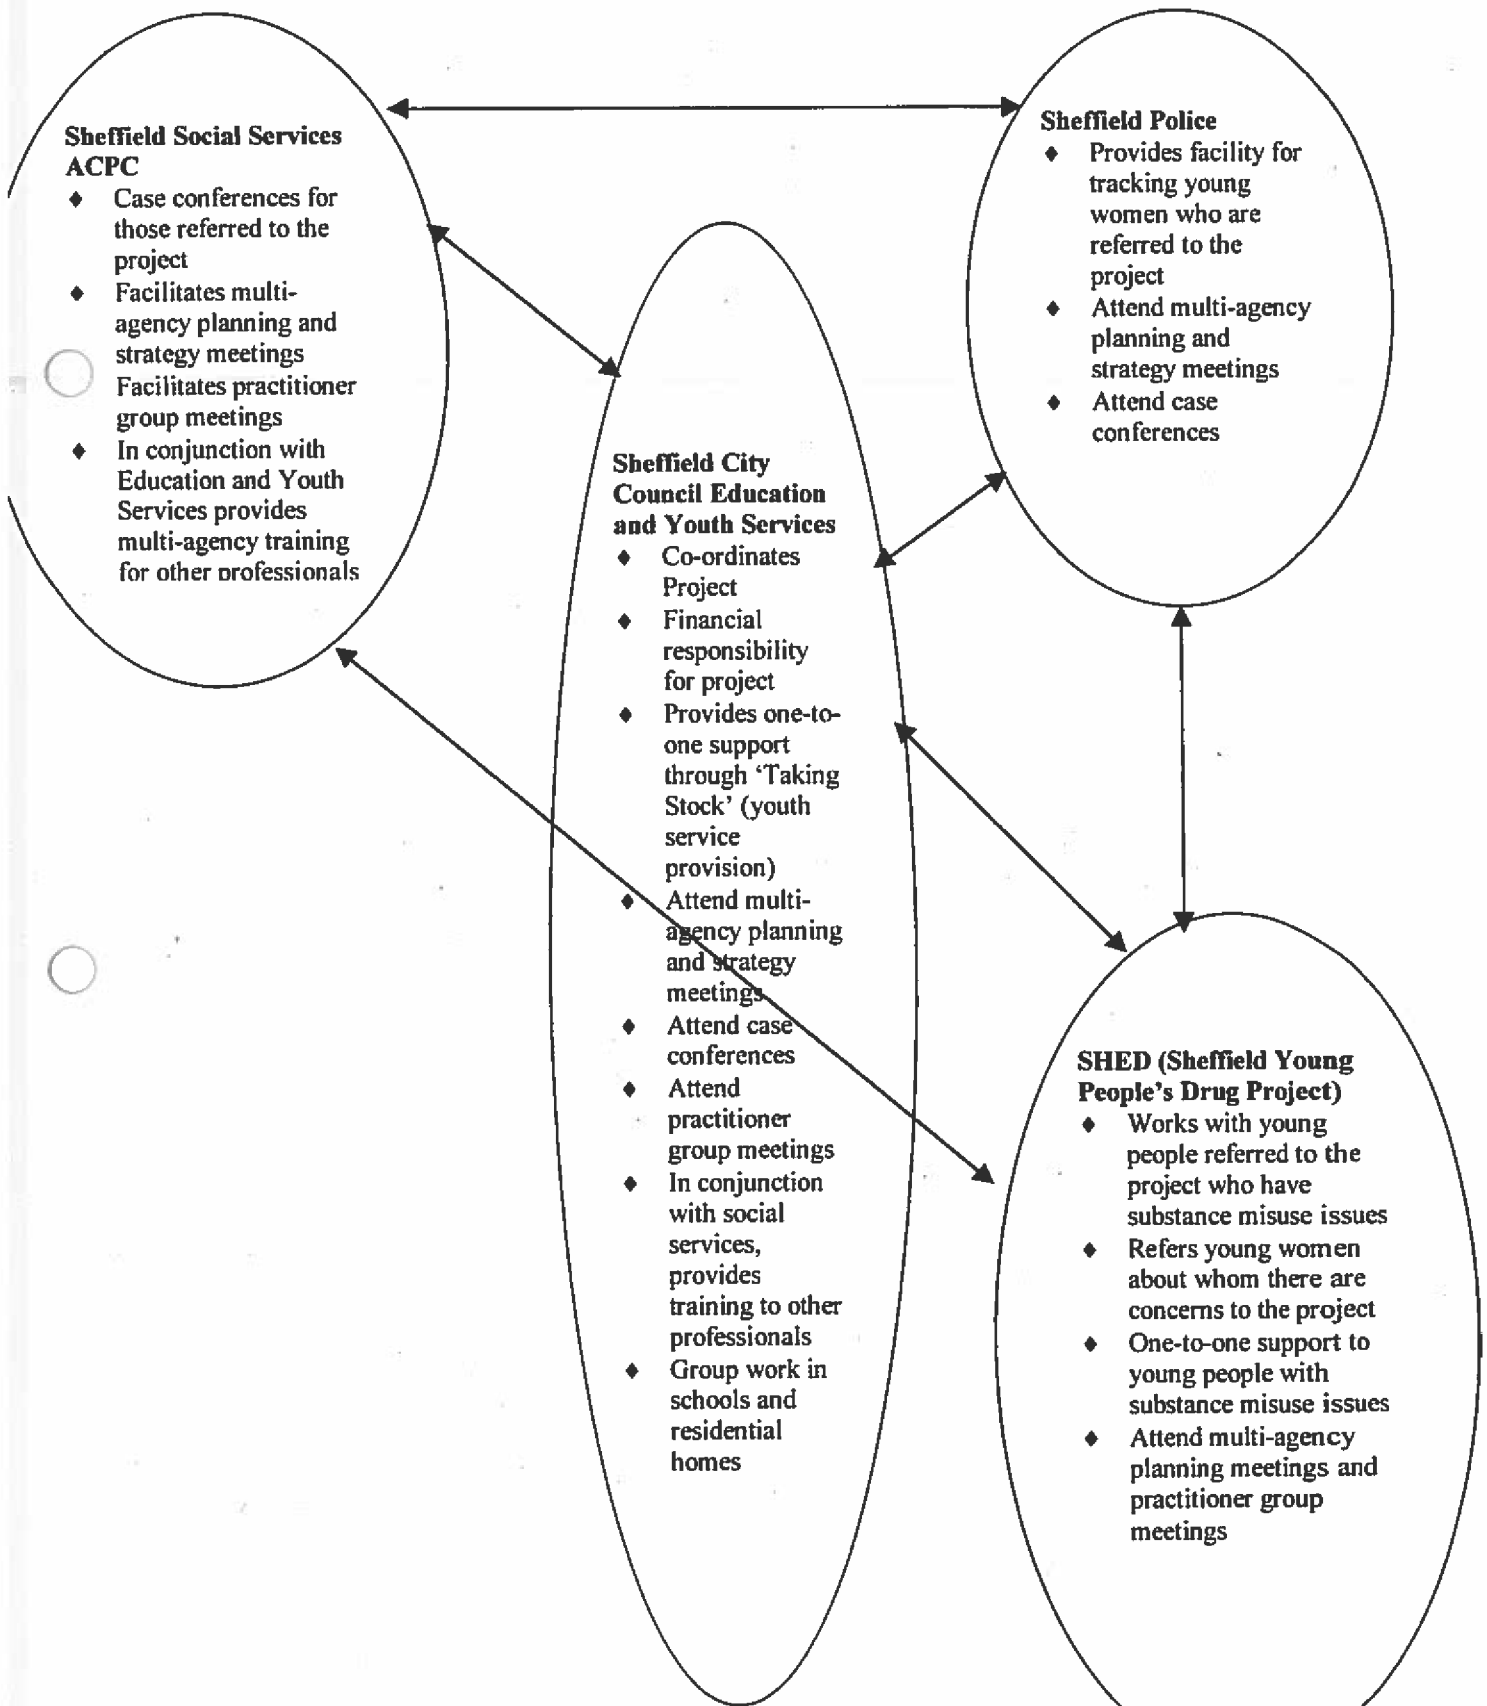 Sheffield Social Services
ACPC
♦ Case conferences for
those referred to the
project
♦ Facilitates multi-
agency planning and
strategy meetings
Facilitates practitioner
group meetings
♦ In conjunction with
Education and Youth
Services provides
multi-agency training
for other professionals
Sheffield City
Council Education
and Youth Services
♦ Co-ordinates
Project
♦ Financial
responsibility
for project
♦ Provides one-to-
one support
through ‘Taking
Stock’ (youth
service
provision)
♦ Attend multi-
agency planning
and strategy
meetings
♦ Attend case
conferences
♦ Attend
practitioner
group meetings
♦ In conjunction
with social
services,
provides
training to other
professionals
♦ Group work in
schools and
residential
homes
Sheffield Police
♦ Provides facility for
tracking young
women who are
referred to the
project
♦ Attend multi-agency
planning and
strategy meetings
♦ Attend case
conferences
SHED (Sheffield Young
People’s Drug Project)
♦ Works with young
people referred to the
project who have
substance misuse issues
♦ Refers young women
about whom there are
concerns to the project
♦ One-to-one support to
young people with
substance misuse issues
♦ Attend multi-agency
planning meetings and
practitioner group
meetings